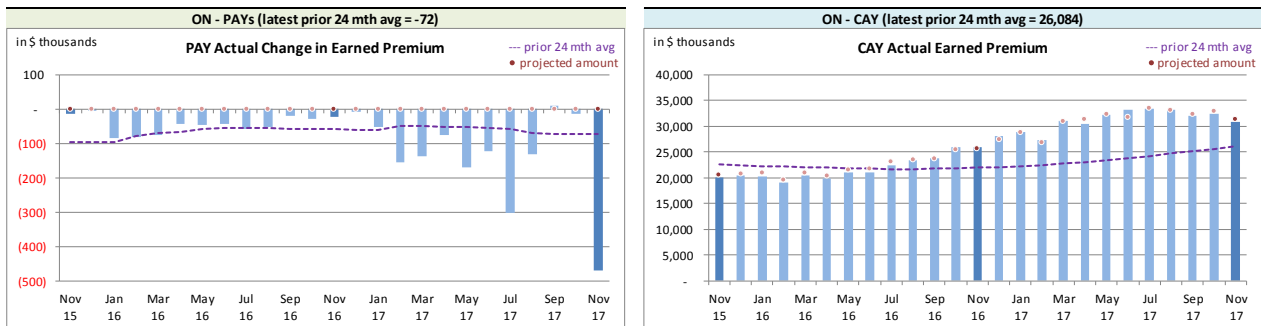 ON - PAYs (latest prior 24 mth avg = -72)
in $ thousands
PAY Actual Change in Earned Premium
--- prior 24 mth avg
• projected amount
100
-
(100)
(200)
(300)
(400)
(500)
Nov Jan Mar May Jul Sep Nov Jan Mar May Jul Sep Nov
15 16 16 16 16 16 16 17 17 17 17 17 17
ON - CAY (latest prior 24 mth avg = 26,084)
in $ thousands
CAY Actual Earned Premium
--- prior 24 mth avg
• projected amount
40,000
35,000
30,000
25,000
20,000
15,000
10,000
5,000
-
Nov Jan Mar May Jul Sep Nov Jan Mar May Jul Sep Nov
15 16 16 16 16 16 16 17 17 17 17 17 17